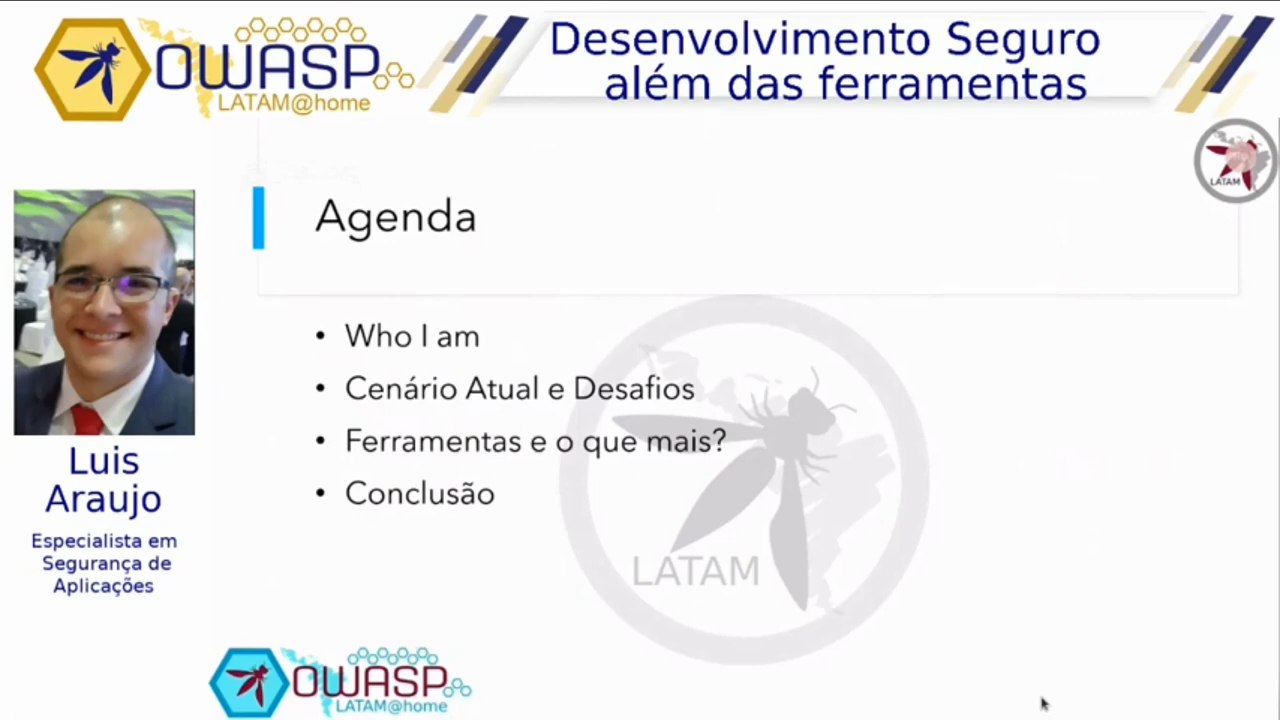 OWASP
LATAM@home
Desenvolvimento Seguro
além das ferramentas
LATAM
Agenda
• Who I am
• Cenário Atual e Desafios
• Ferramentas e o que mais?
• Conclusão
LATAM
Luis
Araujo
Especialista em
Segurança de
Aplicações
OWASP
LATAM@home